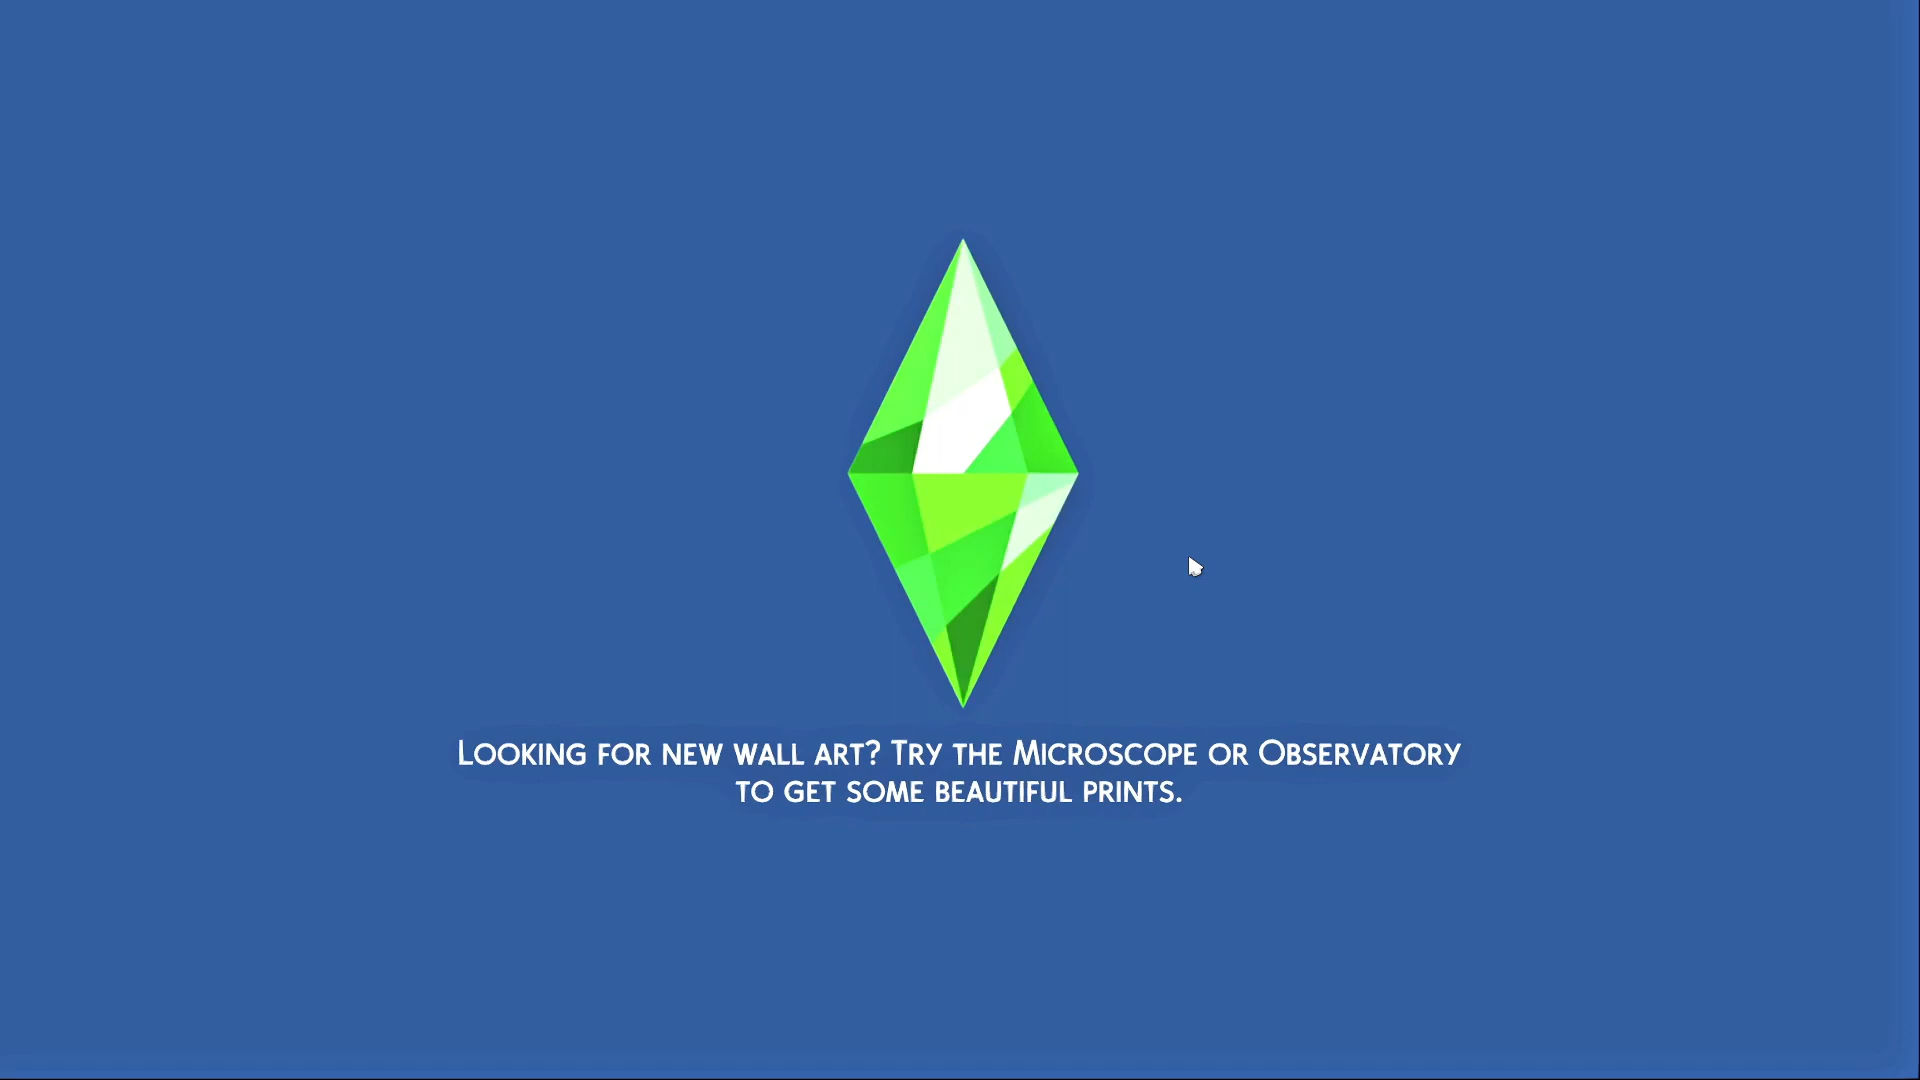 Looking for new wall art? Try the Microscope or Observatory
to get some beautiful prints.